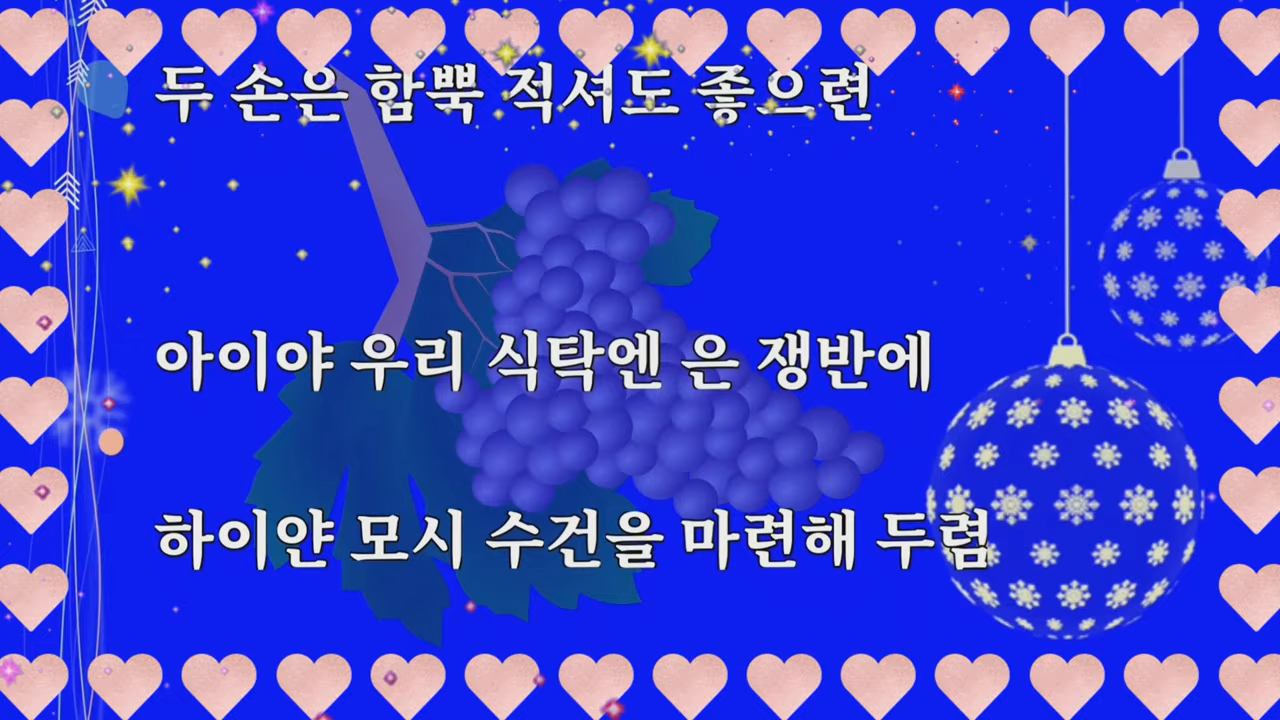 두 손은 함뿍 적셔도 좋으련
아이야 우리 식탁엔 은 쟁반에
하이얀 모시 수건을 마련해 두렴